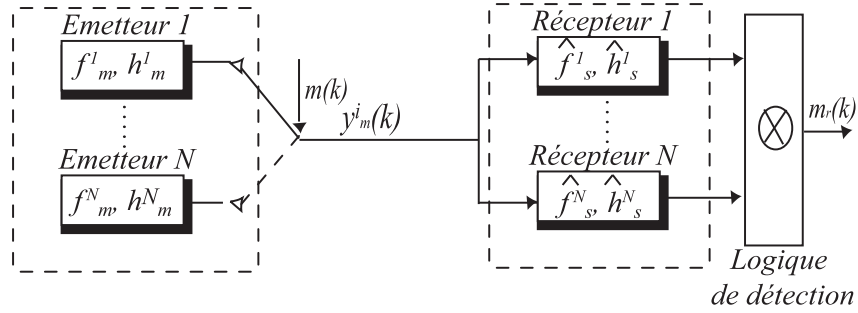 Emetteur 1
f¹ₘ, h¹ₘ
Emetteur N
fᴺₘ, hᴺₘ
m(k)
yⁱₘ(k)
Récepteur 1
f̂¹ₛ, ĥ¹ₛ
Récepteur N
f̂ᴺₛ, ĥᴺₛ
mᵣ(k)
Logique
de détection